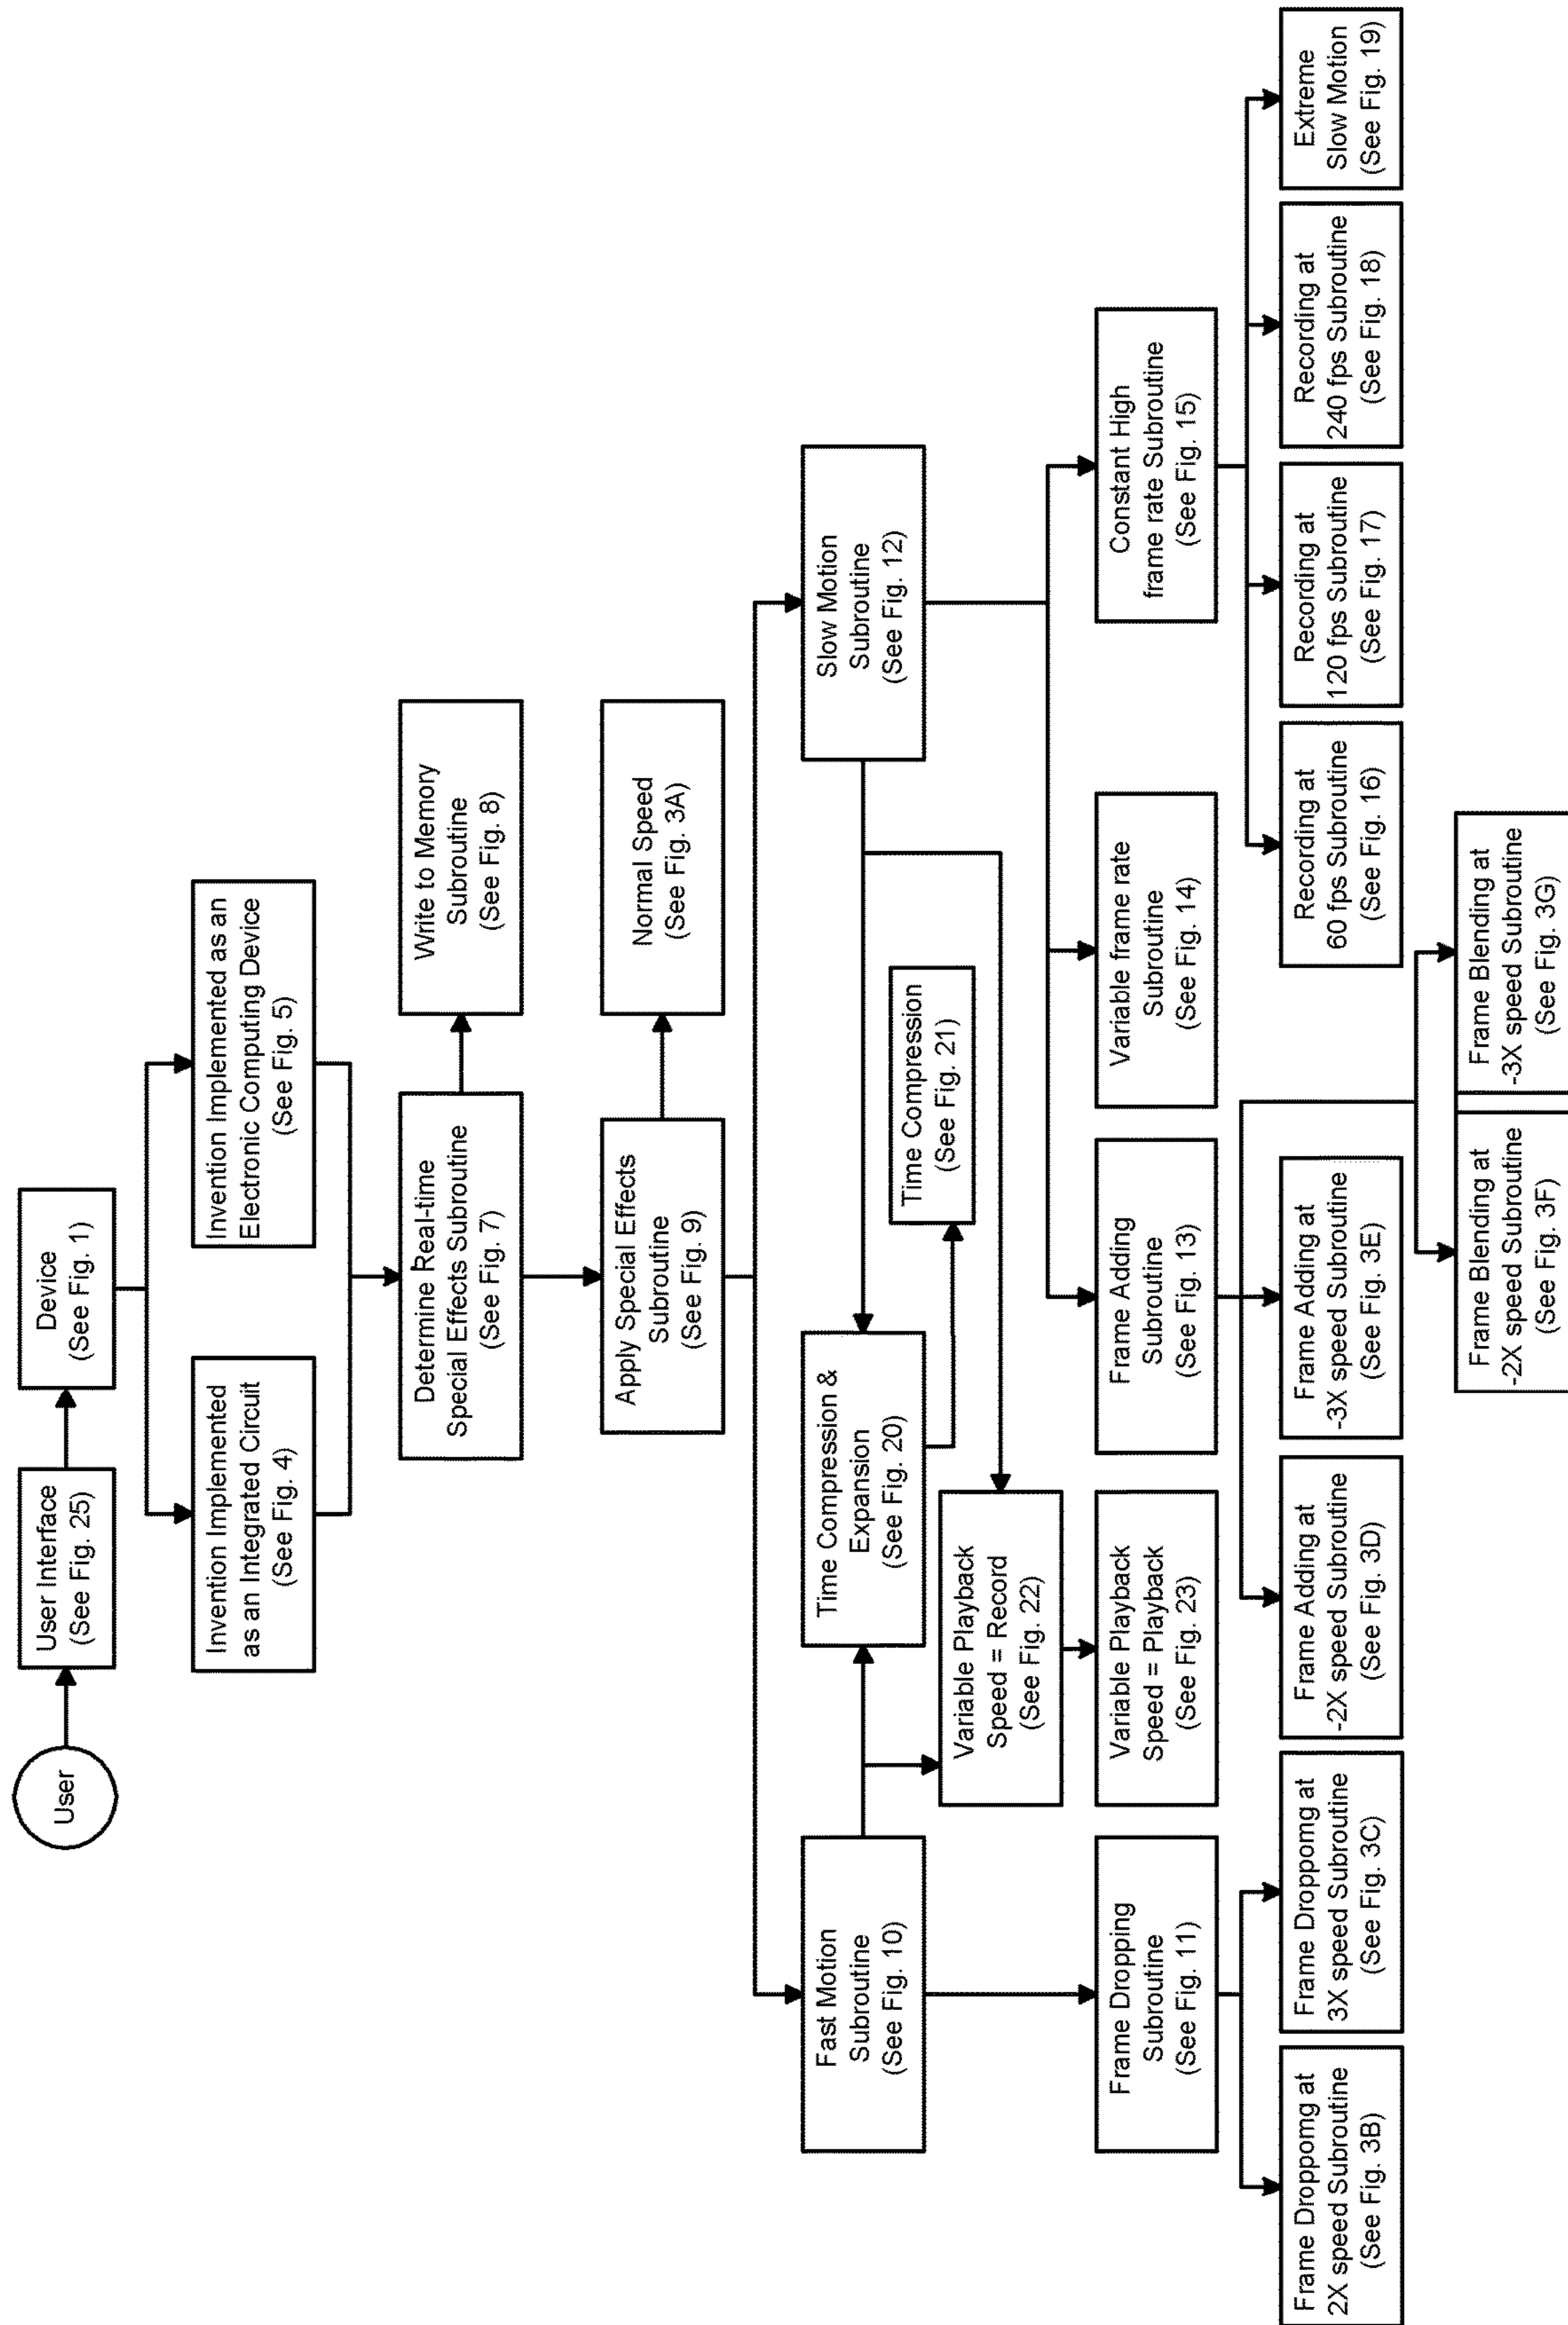 User
User Interface
(See Fig. 25)
Device
(See Fig. 1)
Invention Implemented
as an Integrated Circuit
(See Fig. 4)
Invention Implemented as an
Electronic Computing Device
(See Fig. 5)
Determine Real-time
Special Effects Subroutine
(See Fig. 7)
Write to Memory
Subroutine
(See Fig. 8)
Apply Special Effects
Subroutine
(See Fig. 9)
Normal Speed
(See Fig. 3A)
Fast Motion
Subroutine
(See Fig. 10)
Time Compression &
Expansion
(See Fig. 20)
Slow Motion
Subroutine
(See Fig. 12)
Time Compression
(See Fig. 21)
Variable Playback
Speed = Record
(See Fig. 22)
Frame Dropping
Subroutine
(See Fig. 11)
Variable Playback
Speed = Playback
(See Fig. 23)
Frame Adding
Subroutine
(See Fig. 13)
Variable frame rate
Subroutine
(See Fig. 14)
Constant High
frame rate Subroutine
(See Fig. 15)
Frame Droppomg at
2X speed Subroutine
(See Fig. 3B)
Frame Droppomg at
3X speed Subroutine
(See Fig. 3C)
Frame Adding at
-2X speed Subroutine
(See Fig. 3D)
Frame Adding at
-3X speed Subroutine
(See Fig. 3E)
Recording at
60 fps Subroutine
(See Fig. 16)
Recording at
120 fps Subroutine
(See Fig. 17)
Recording at
240 fps Subroutine
(See Fig. 18)
Extreme
Slow Motion
(See Fig. 19)
Frame Blending at
-2X speed Subroutine
(See Fig. 3F)
Frame Blending at
-3X speed Subroutine
(See Fig. 3G)